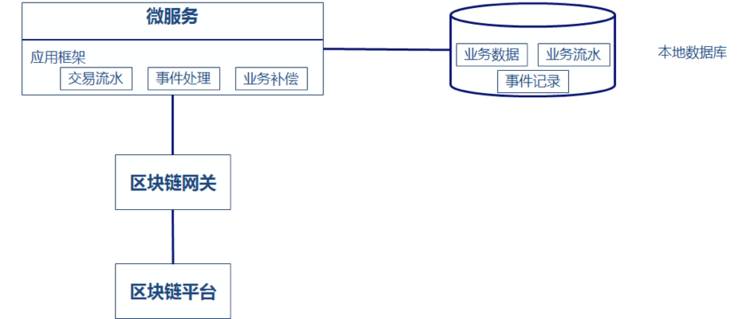 微服务
应用框架
交易流水 事件处理 业务补偿
业务数据 业务流水
事件记录
本地数据库
区块链网关
区块链平台